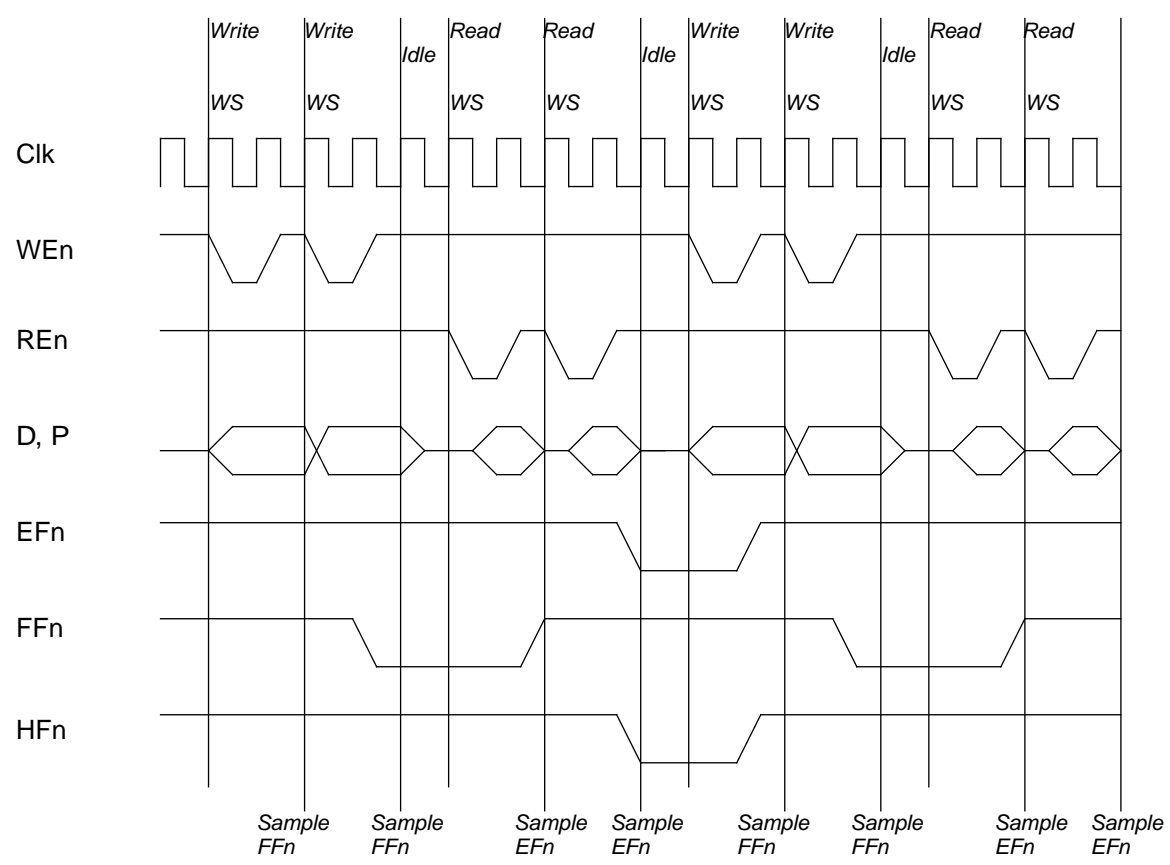 Write Write Read Read Write Write Read Read
Idle Idle Idle
WS WS WS WS WS WS WS WS
Clk
WEn
REn
D, P
EFn
FFn
HFn
Sample Sample Sample Sample Sample Sample Sample Sample
FFn FFn EFn EFn FFn FFn EFn EFn